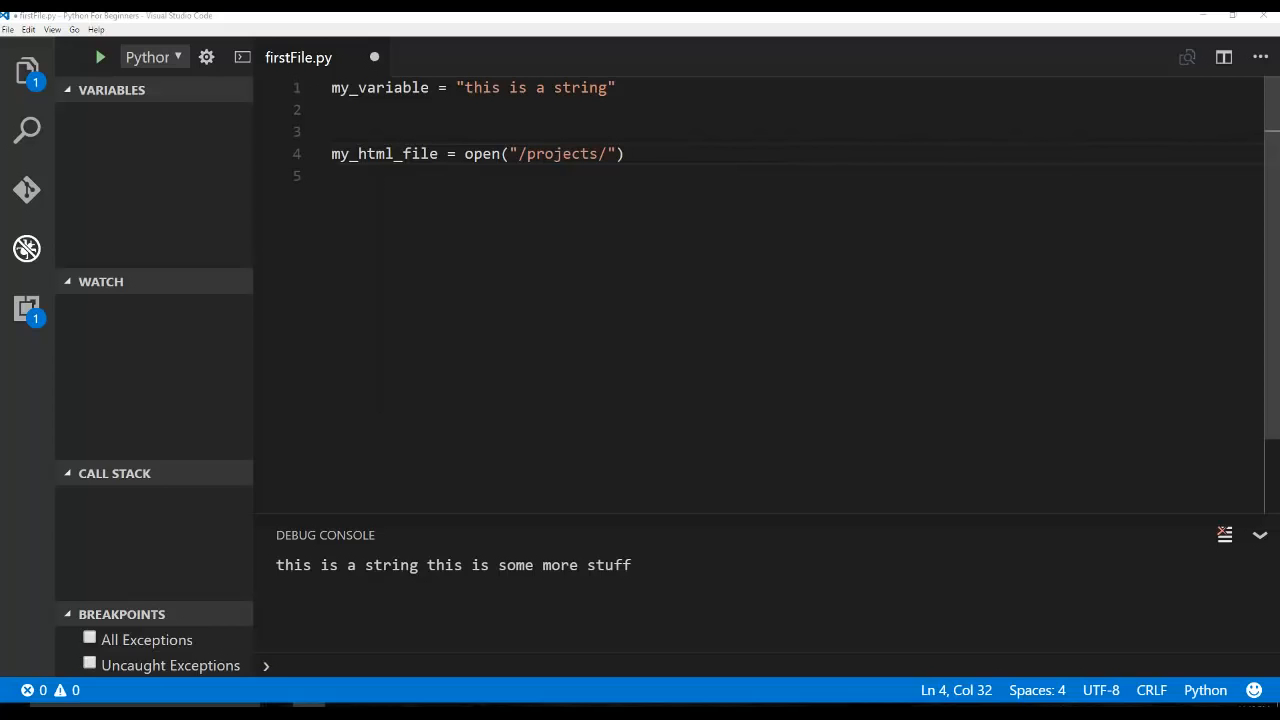 firstFile.py - Python For Beginners - Visual Studio Code
File Edit View Go Help
Python
firstFile.py
1
VARIABLES
1 my_variable = "this is a string"
2
3
4 my_html_file = open("/projects/")
5
WATCH
1
CALL STACK
DEBUG CONSOLE
this is a string this is some more stuff
BREAKPOINTS
All Exceptions
Uncaught Exceptions
0 0 Ln 4, Col 32 Spaces: 4 UTF-8 CRLF Python